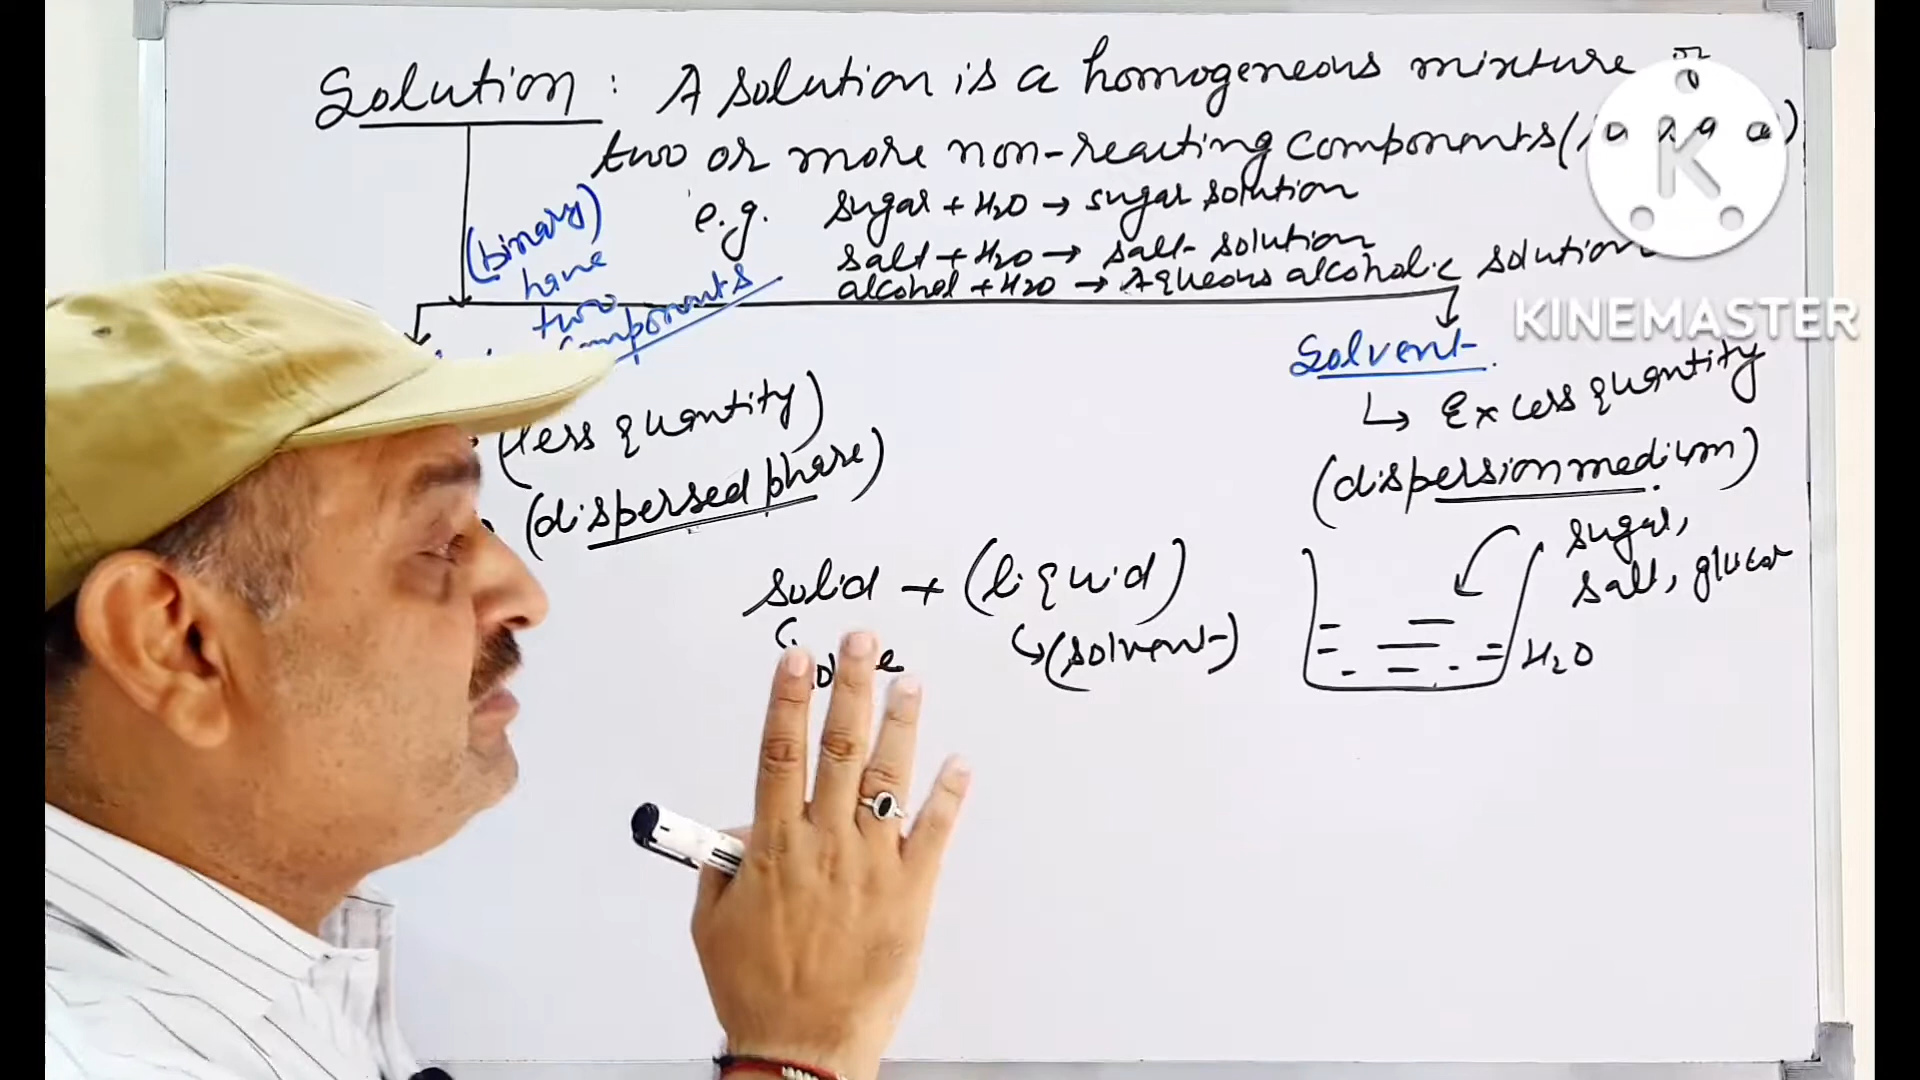 Solution : A solution is a homogeneous mixture
two or more non-reacting components(
e.g. sugar + H₂O → sugar solution
salt + H₂O → salt solution
alcohol + H₂O → Aqueous alcoholic solution
(binary)
have
two
components
KINEMASTER
Solvent
↳ Excess quantity
(less quantity)
(dispersion medium)
(dispersed phase)
sugar,
salt,
solid + (liquid)
↳ (solvent)
H₂O